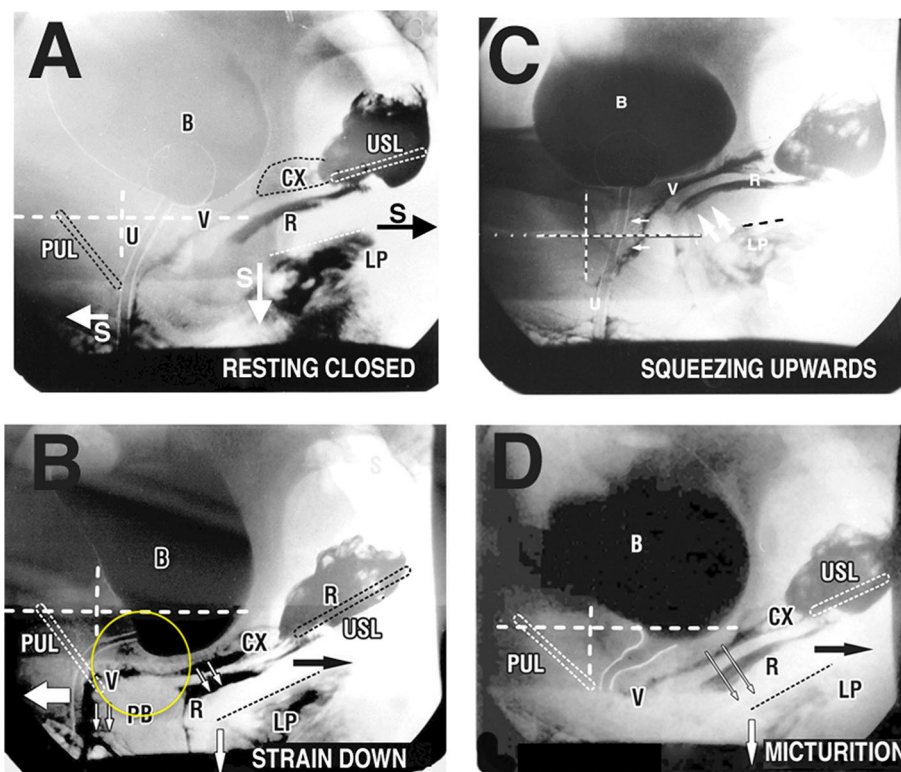 A
B
USL
CX
V
R
S
U
PUL
LP
S
S
RESTING CLOSED
C
B
V
R
LP
U
SQUEEZING UPWARDS
B
S
B
R
USL
CX
PUL
V
PB
R
LP
STRAIN DOWN
D
B
USL
CX
PUL
R
LP
V
MICTURITION